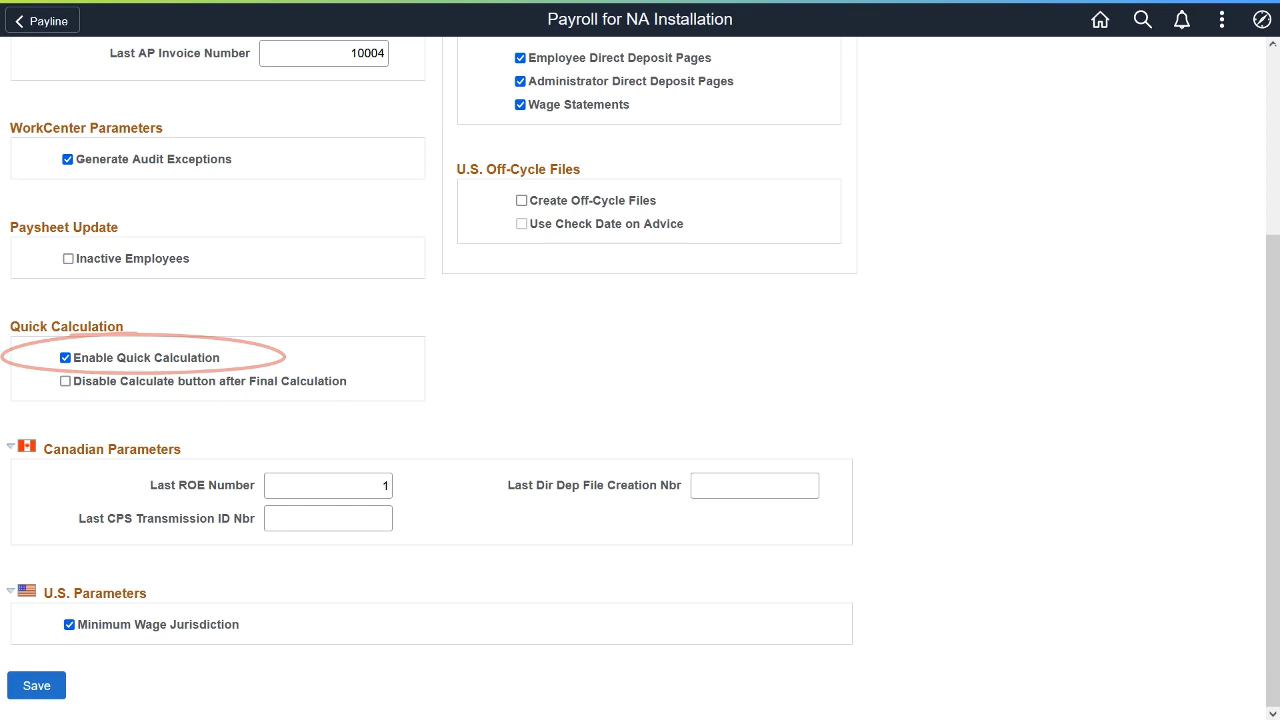 Payline
Payroll for NA Installation
Last AP Invoice Number 10004
Employee Direct Deposit Pages
Administrator Direct Deposit Pages
Wage Statements
WorkCenter Parameters
Generate Audit Exceptions
U.S. Off-Cycle Files
Create Off-Cycle Files
Use Check Date on Advice
Paysheet Update
Inactive Employees
Quick Calculation
Enable Quick Calculation
Disable Calculate button after Final Calculation
Canadian Parameters
Last ROE Number 1 Last Dir Dep File Creation Nbr
Last CPS Transmission ID Nbr
U.S. Parameters
Minimum Wage Jurisdiction
Save